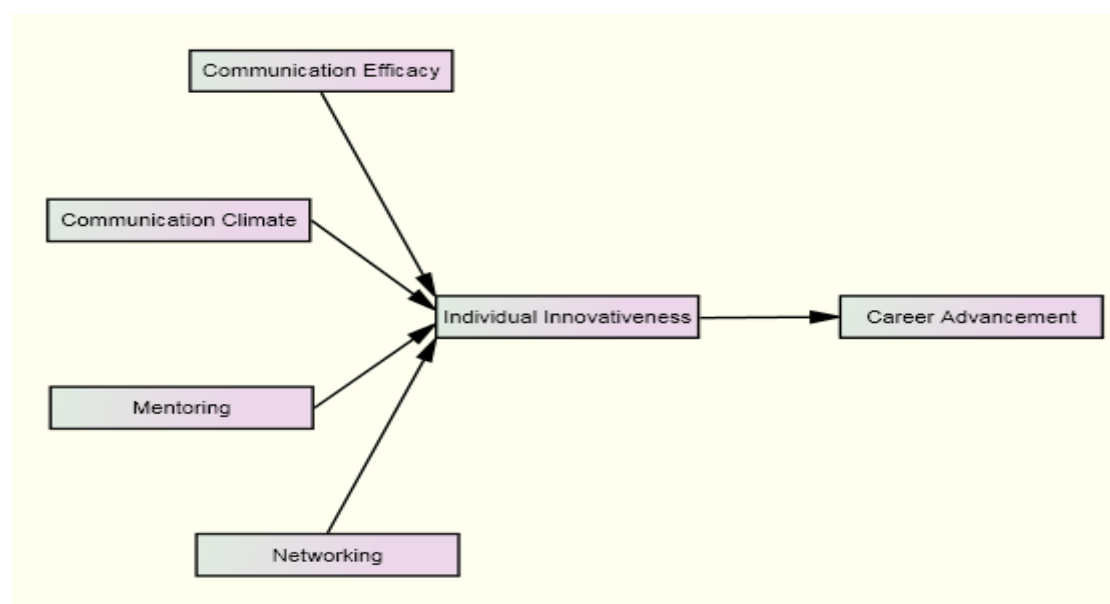 Communication Efficacy
Communication Climate
Individual Innovativeness
Career Advancement
Mentoring
Networking